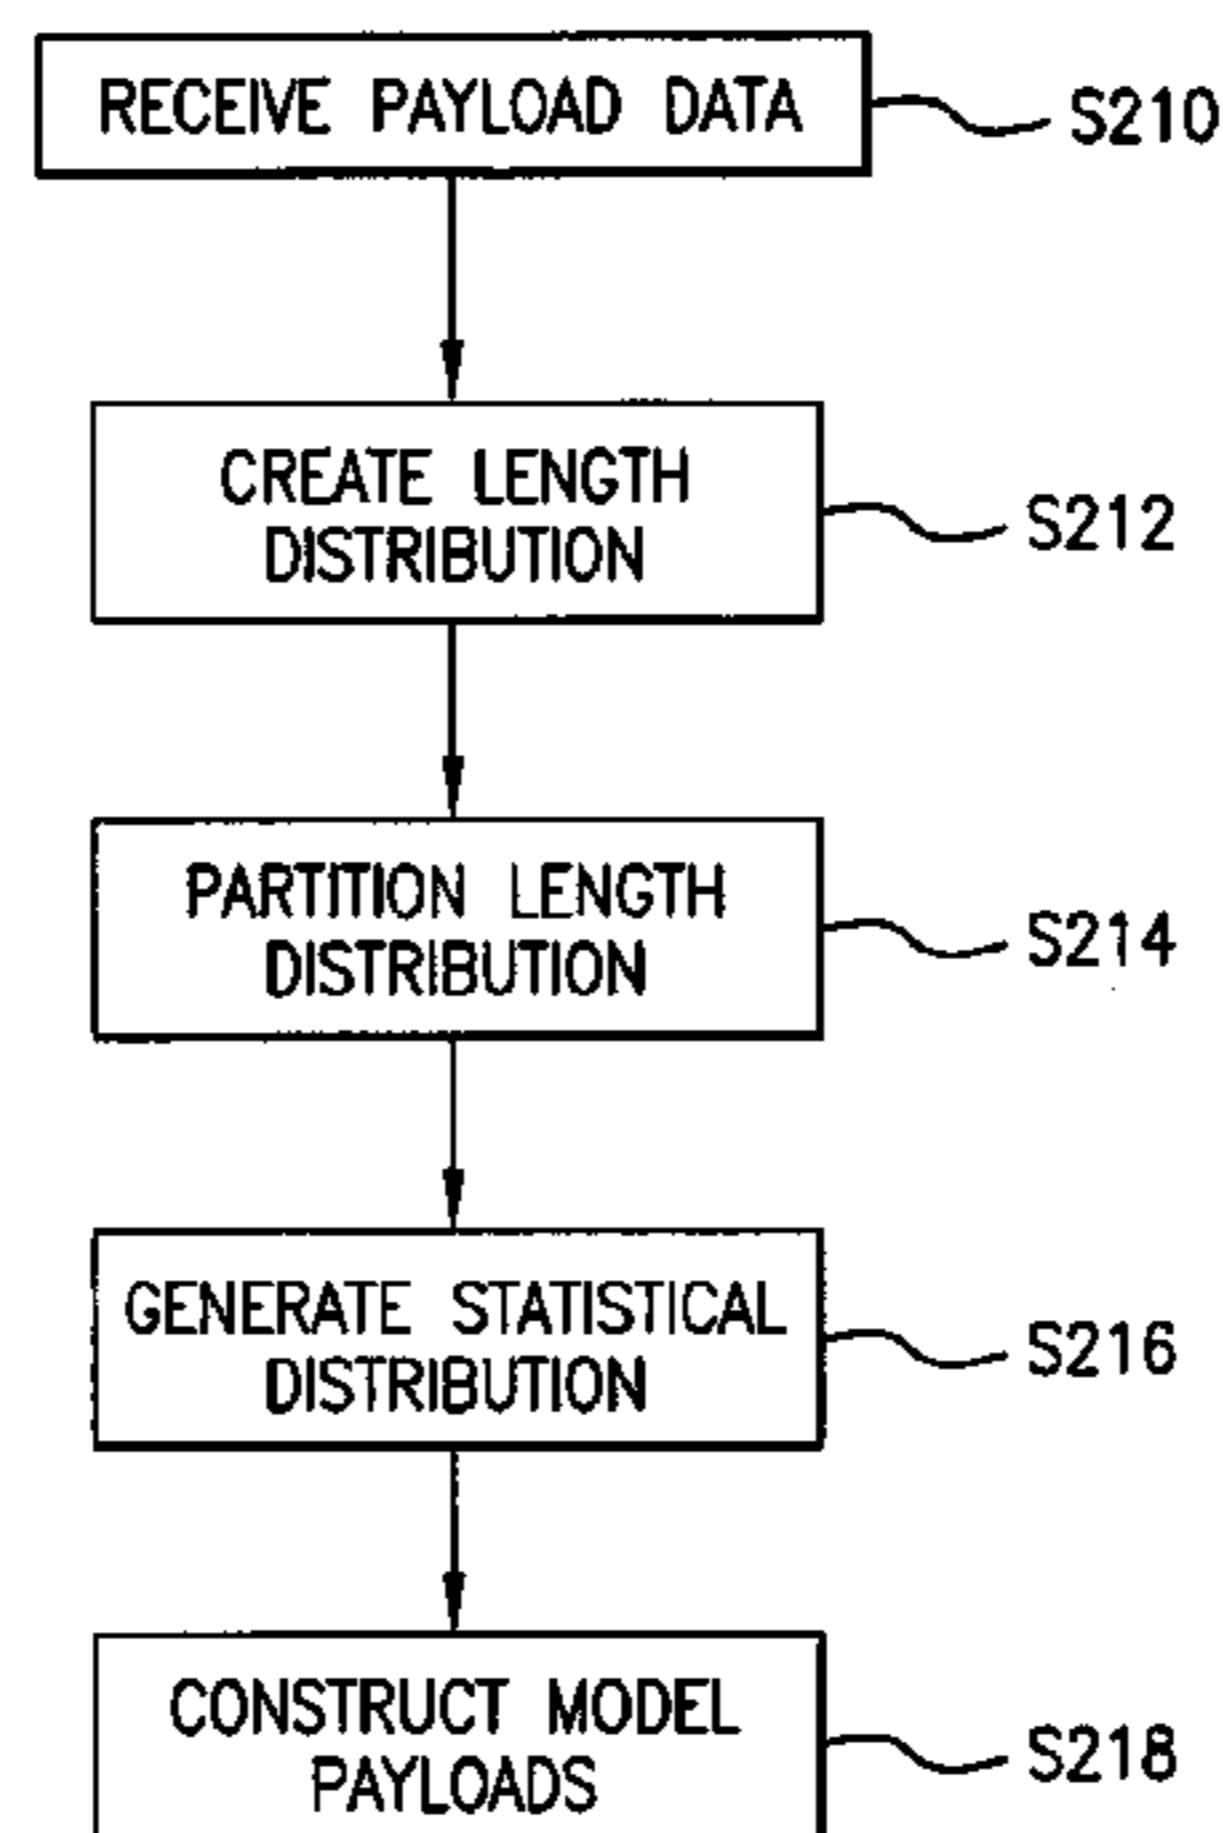 RECEIVE PAYLOAD DATA
S210
CREATE LENGTH
DISTRIBUTION
S212
PARTITION LENGTH
DISTRIBUTION
S214
GENERATE STATISTICAL
DISTRIBUTION
S216
CONSTRUCT MODEL
PAYLOADS
S218